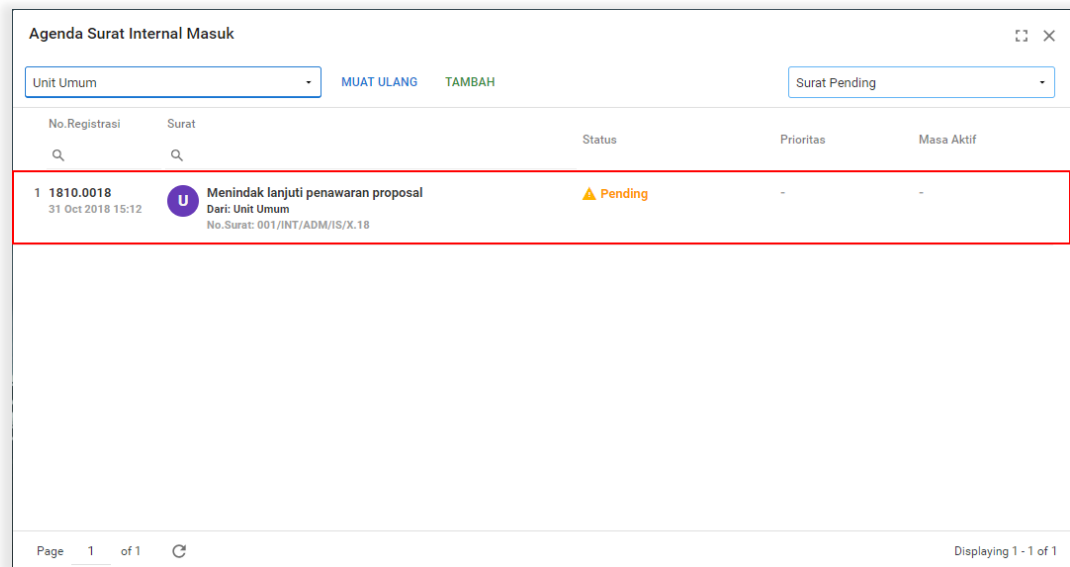 Agenda Surat Internal Masuk
Unit Umum MUAT ULANG TAMBAH Surat Pending
No.Registrasi Surat Status Prioritas Masa Aktif
1 1810.0018 U Menindak lanjuti penawaran proposal Pending - -
31 Oct 2018 15:12 Dari: Unit Umum
No.Surat: 001/INT/ADM/IS/X.18
Page 1 of 1 Displaying 1 - 1 of 1